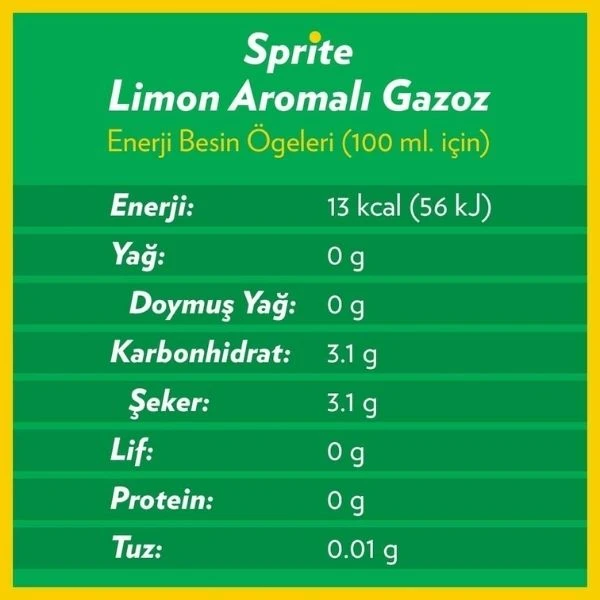 Sprite
Limon Aromalı Gazoz
Enerji Besin Ögeleri (100 ml. için)
Enerji: 13 kcal (56 kJ)
Yağ: 0 g
Doymuş Yağ: 0 g
Karbonhidrat: 3.1 g
Şeker: 3.1 g
Lif: 0 g
Protein: 0 g
Tuz: 0.01 g